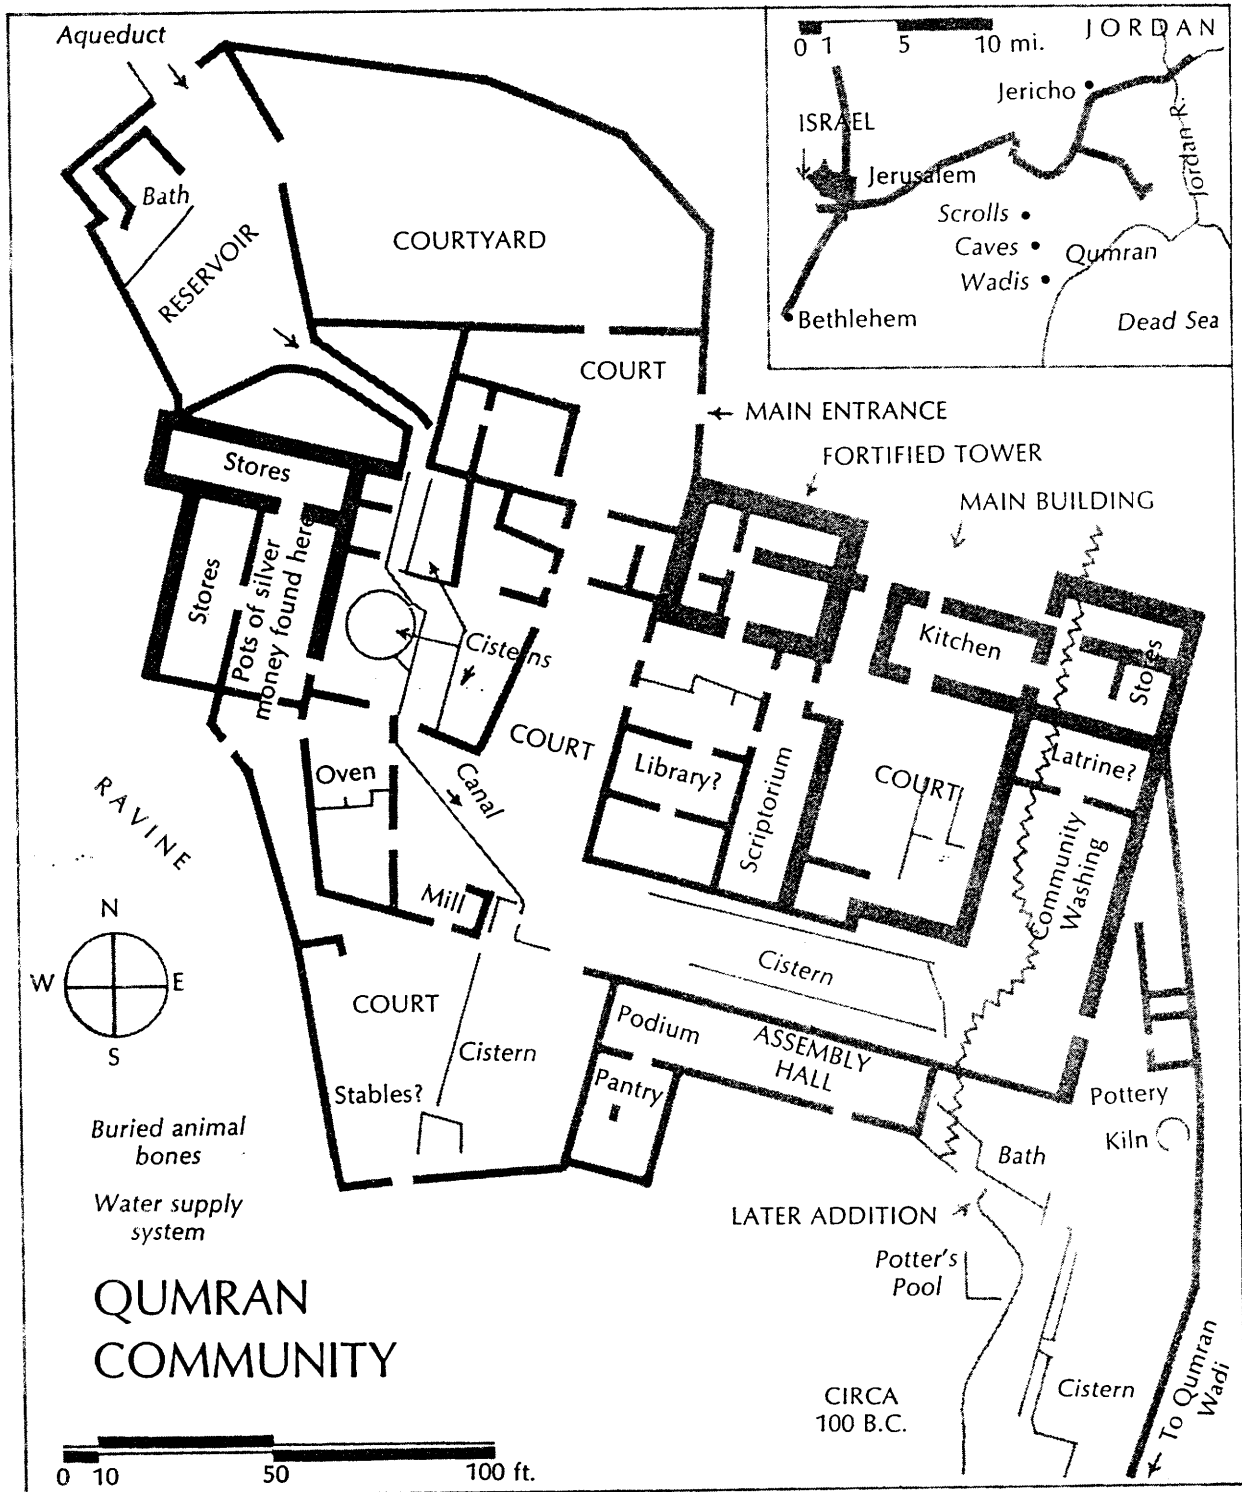 Aqueduct
Bath
RESERVOIR
COURTYARD
0 1 5 10 mi.
JORDAN
Jericho
ISRAEL
Jordan R.
Jerusalem
Scrolls
Caves
Qumran
Wadis
Bethlehem
Dead Sea
COURT
MAIN ENTRANCE
FORTIFIED TOWER
MAIN BUILDING
Stores
Stores
Pots of silver
money found here
Cisterns
Kitchen
Stores
COURT
Library?
Scriptorium
COURT
Latrine?
Community
Washing
Oven
Canal
Mill
RAVINE
N
W E
S
COURT
Cistern
Stables?
Cistern
Podium
ASSEMBLY
HALL
Pantry
Pottery
Kiln
Bath
Buried animal
bones
Water supply
system
LATER ADDITION
Potter's
Pool
QUMRAN
COMMUNITY
CIRCA
100 B.C.
Cistern
To Qumran
Wadi
0 10 50 100 ft.